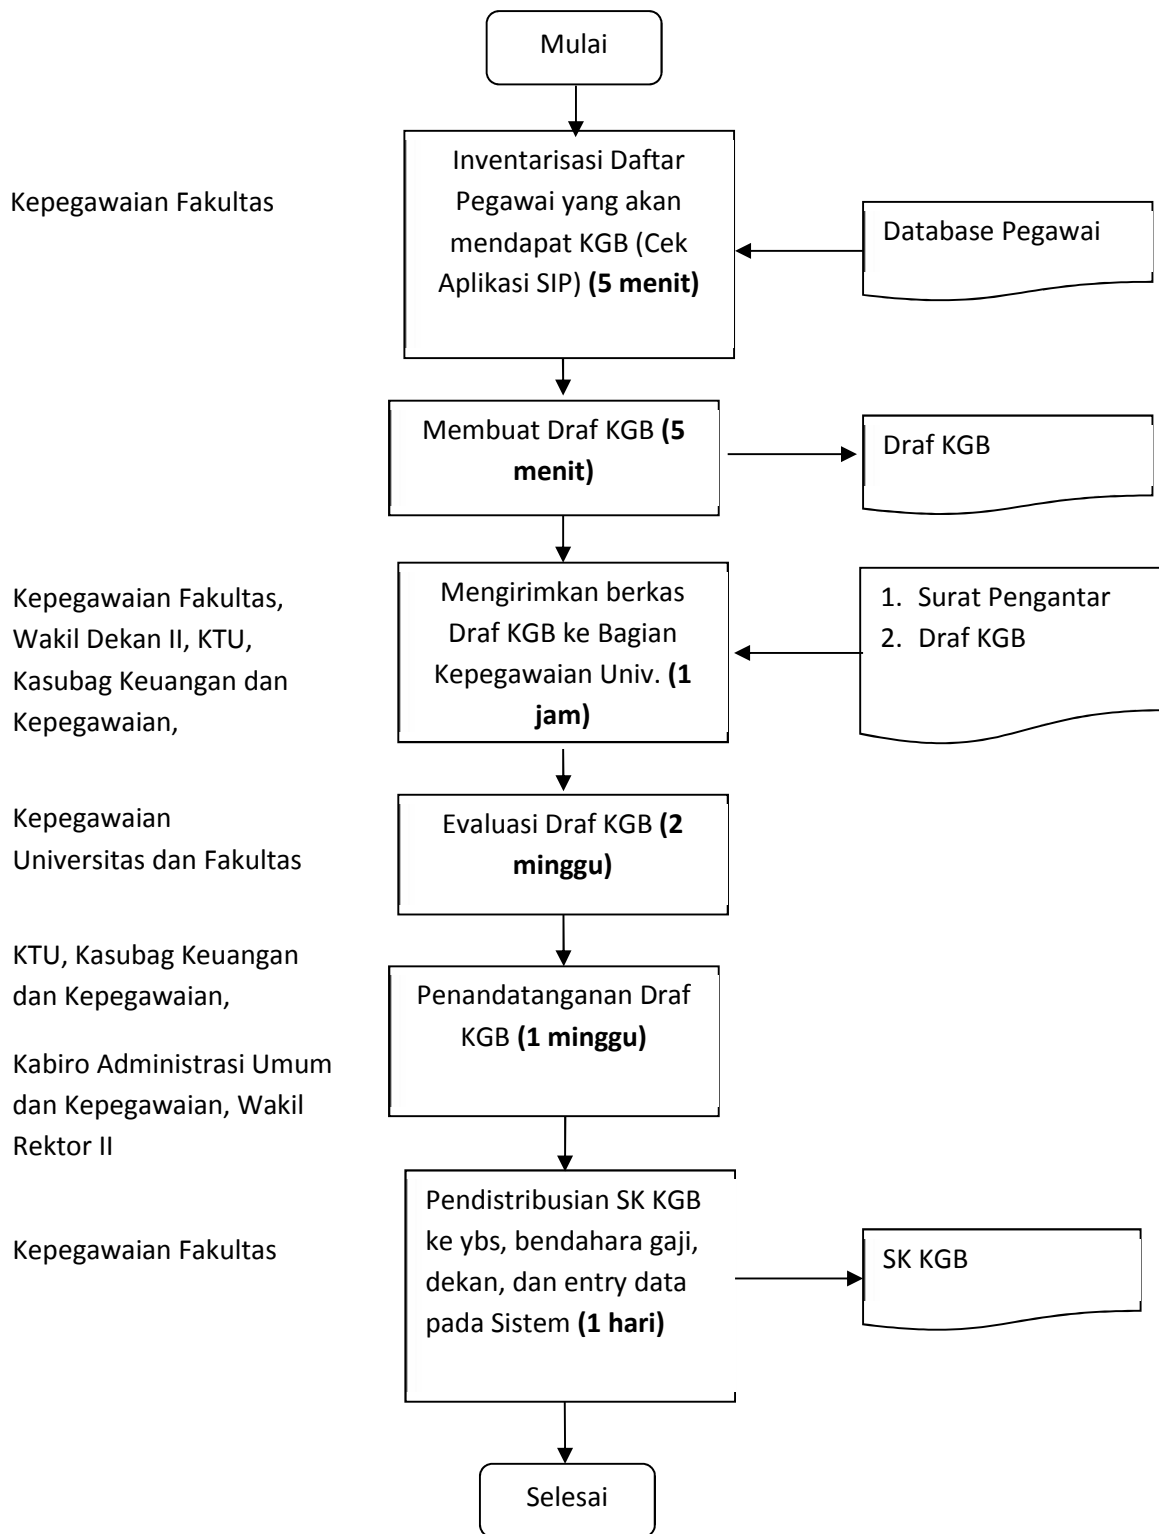 Mulai
Kepegawaian Fakultas
Inventarisasi Daftar
Pegawai yang akan
mendapat KGB (Cek
Aplikasi SIP) (5 menit)
Database Pegawai
Membuat Draf KGB (5
menit)
Draf KGB
Kepegawaian Fakultas,
Wakil Dekan II, KTU,
Kasubag Keuangan dan
Kepegawaian,
Mengirimkan berkas
Draf KGB ke Bagian
Kepegawaian Univ. (1
jam)
1. Surat Pengantar
2. Draf KGB
Kepegawaian
Universitas dan Fakultas
Evaluasi Draf KGB (2
minggu)
KTU, Kasubag Keuangan
dan Kepegawaian,
Kabiro Administrasi Umum
dan Kepegawaian, Wakil
Rektor II
Penandatanganan Draf
KGB (1 minggu)
Kepegawaian Fakultas
Pendistribusian SK KGB
ke ybs, bendahara gaji,
dekan, dan entry data
pada Sistem (1 hari)
SK KGB
Selesai